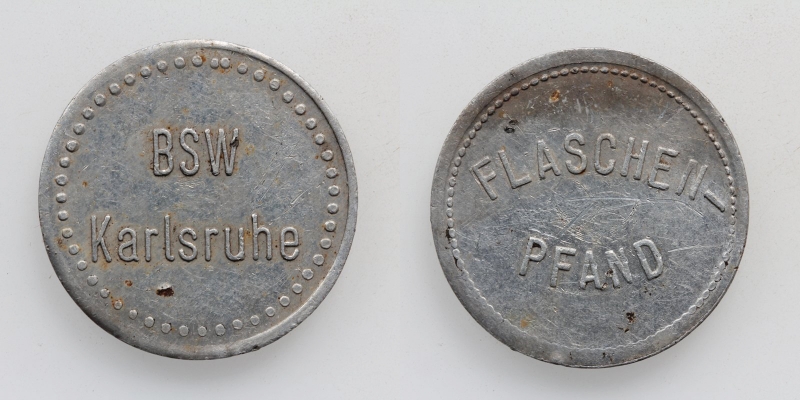 BSW
Karlsruhe
FLASCHEN-
PFAND